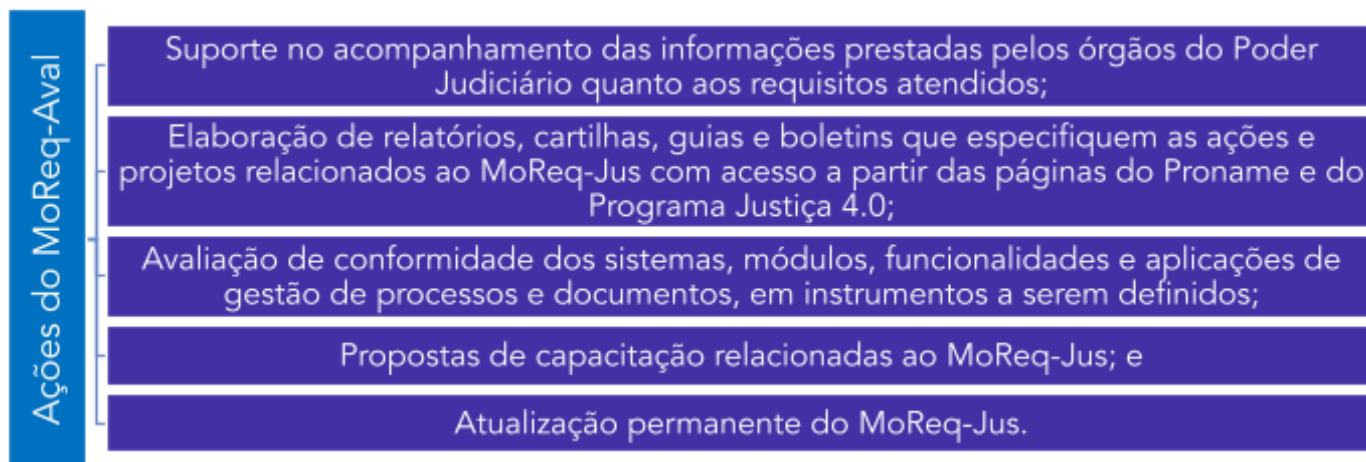 Ações do MoReq-Aval
Suporte no acompanhamento das informações prestadas pelos órgãos do Poder
Judiciário quanto aos requisitos atendidos;
Elaboração de relatórios, cartilhas, guias e boletins que especifiquem as ações e
projetos relacionados ao MoReq-Jus com acesso a partir das páginas do Proname e do
Programa Justiça 4.0;
Avaliação de conformidade dos sistemas, módulos, funcionalidades e aplicações de
gestão de processos e documentos, em instrumentos a serem definidos;
Propostas de capacitação relacionadas ao MoReq-Jus; e
Atualização permanente do MoReq-Jus.